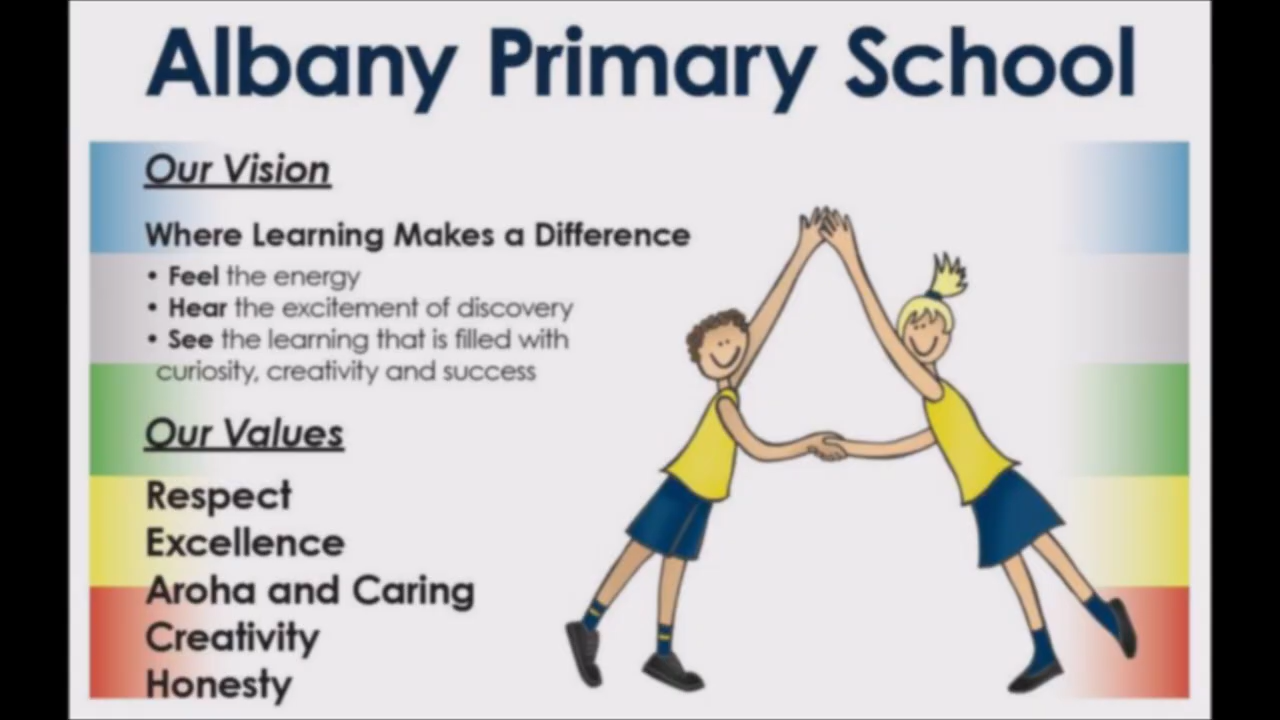 Albany Primary School
Our Vision
Where Learning Makes a Difference
• Feel the energy
• Hear the excitement of discovery
• See the learning that is filled with
curiosity, creativity and success
Our Values
Respect
Excellence
Aroha and Caring
Creativity
Honesty